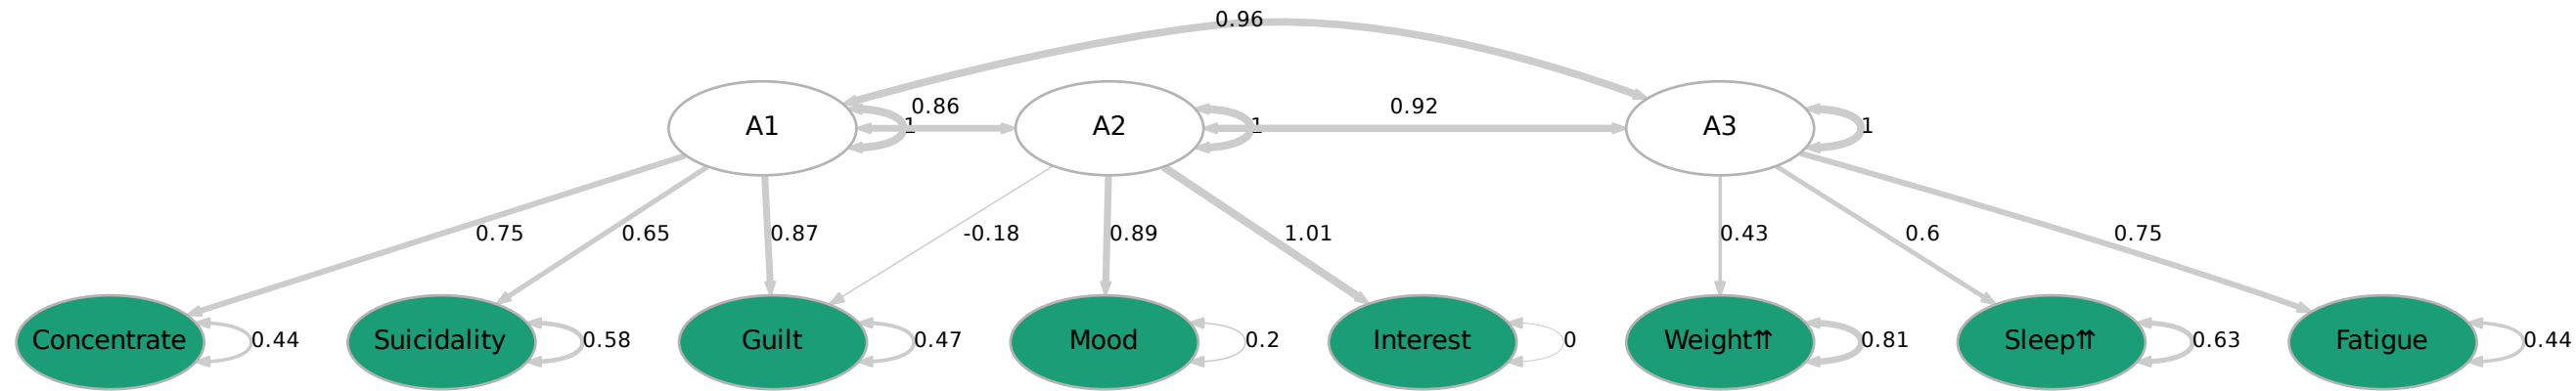 0.96
0.86
0.92
A1
1
A2
1
A3
1
0.75
0.65
0.87
-0.18
0.89
1.01
0.43
0.6
0.75
Concentrate
0.44
Suicidality
0.58
Guilt
0.47
Mood
0.2
Interest
0
Weight⇈
0.81
Sleep⇈
0.63
Fatigue
0.44